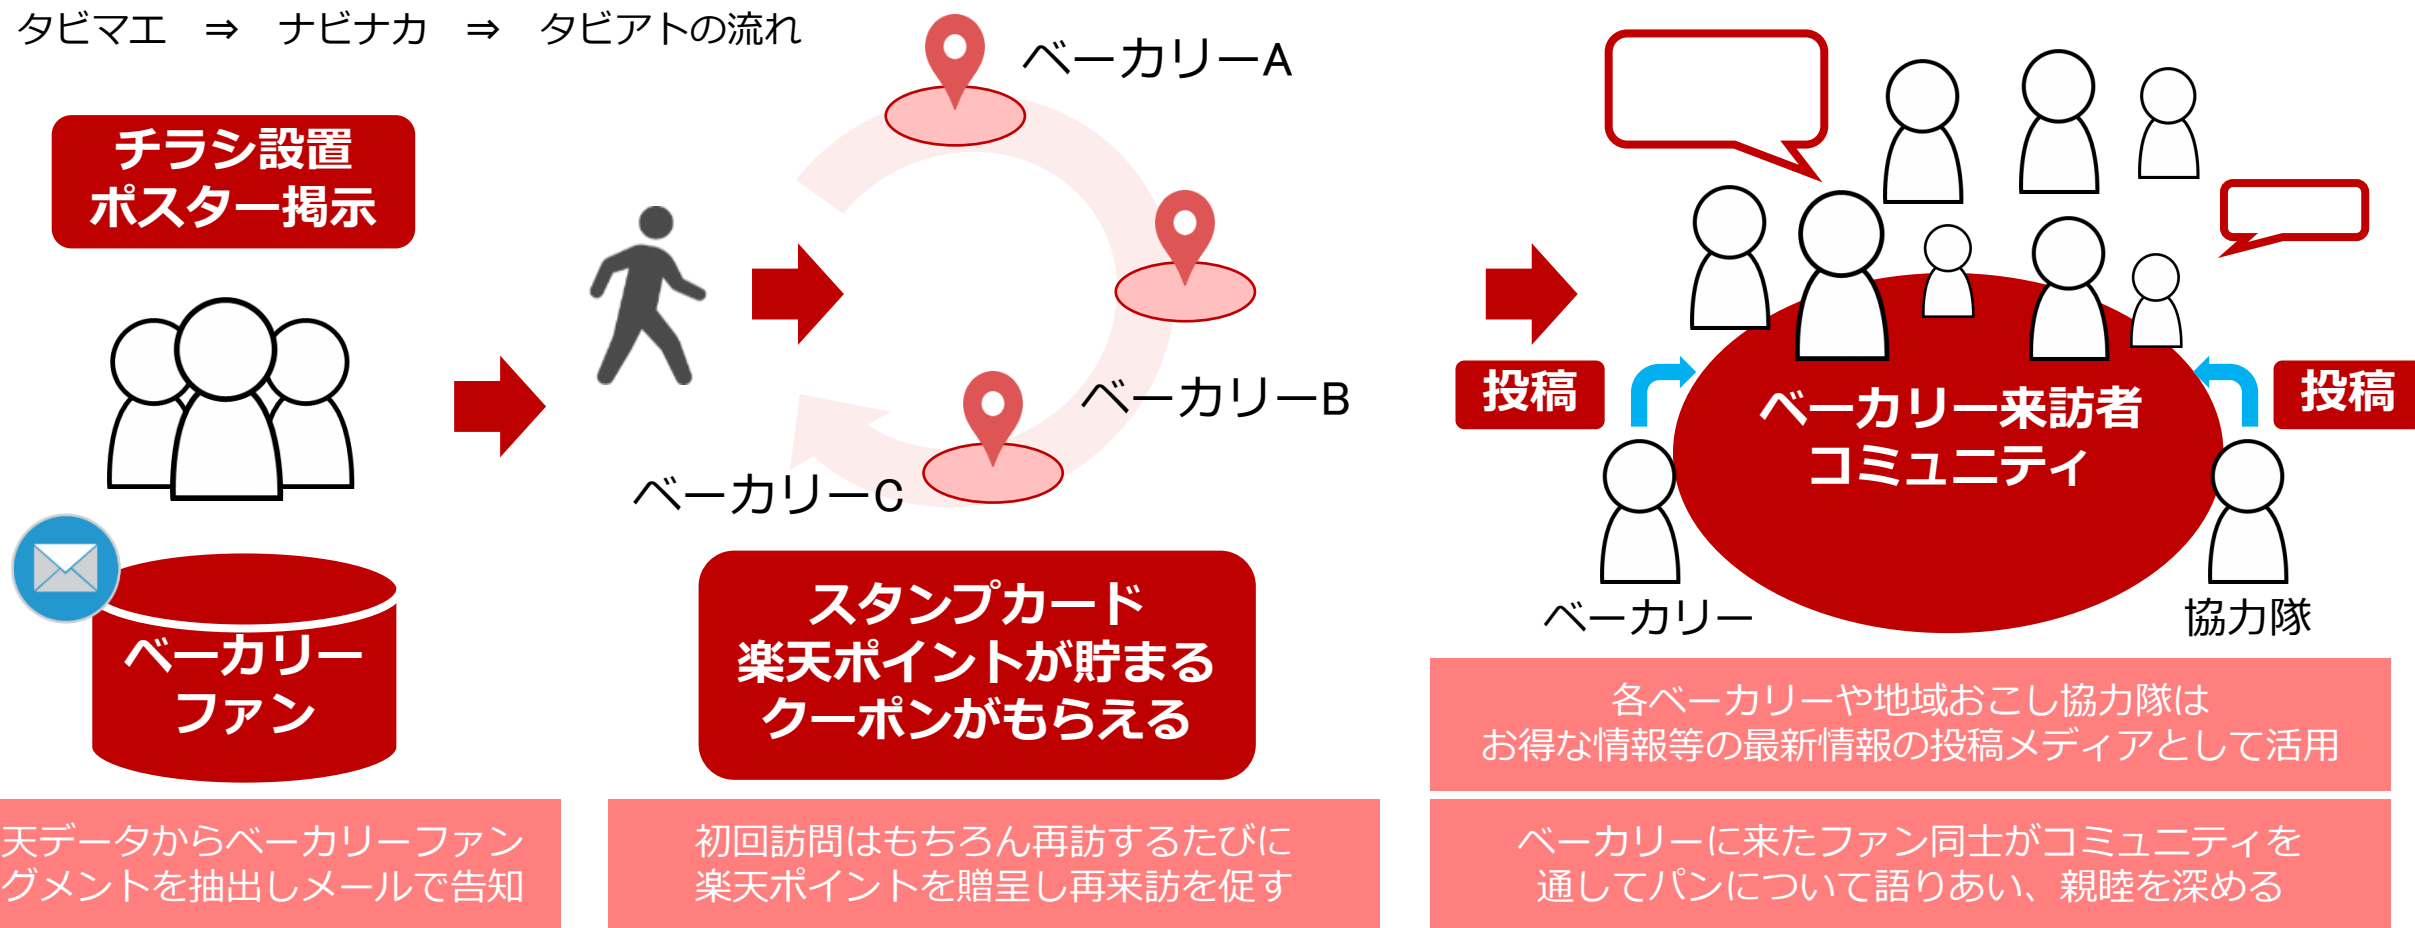 タビマエ　⇒　ナビナカ　⇒　タビアトの流れ
チラシ設置
ポスター掲示
ベーカリー
ファン
天データからベーカリーファン
グメントを抽出しメールで告知
ベーカリーA
ベーカリーB
ベーカリーC
スタンプカード
楽天ポイントが貯まる
クーポンがもらえる
初回訪問はもちろん再訪するたびに
楽天ポイントを贈呈し再来訪を促す
投稿
投稿
ベーカリー来訪者
コミュニティ
ベーカリー
協力隊
各ベーカリーや地域おこし協力隊は
お得な情報等の最新情報の投稿メディアとして活用
ベーカリーに来たファン同士がコミュニティを
通してパンについて語りあい、親睦を深める